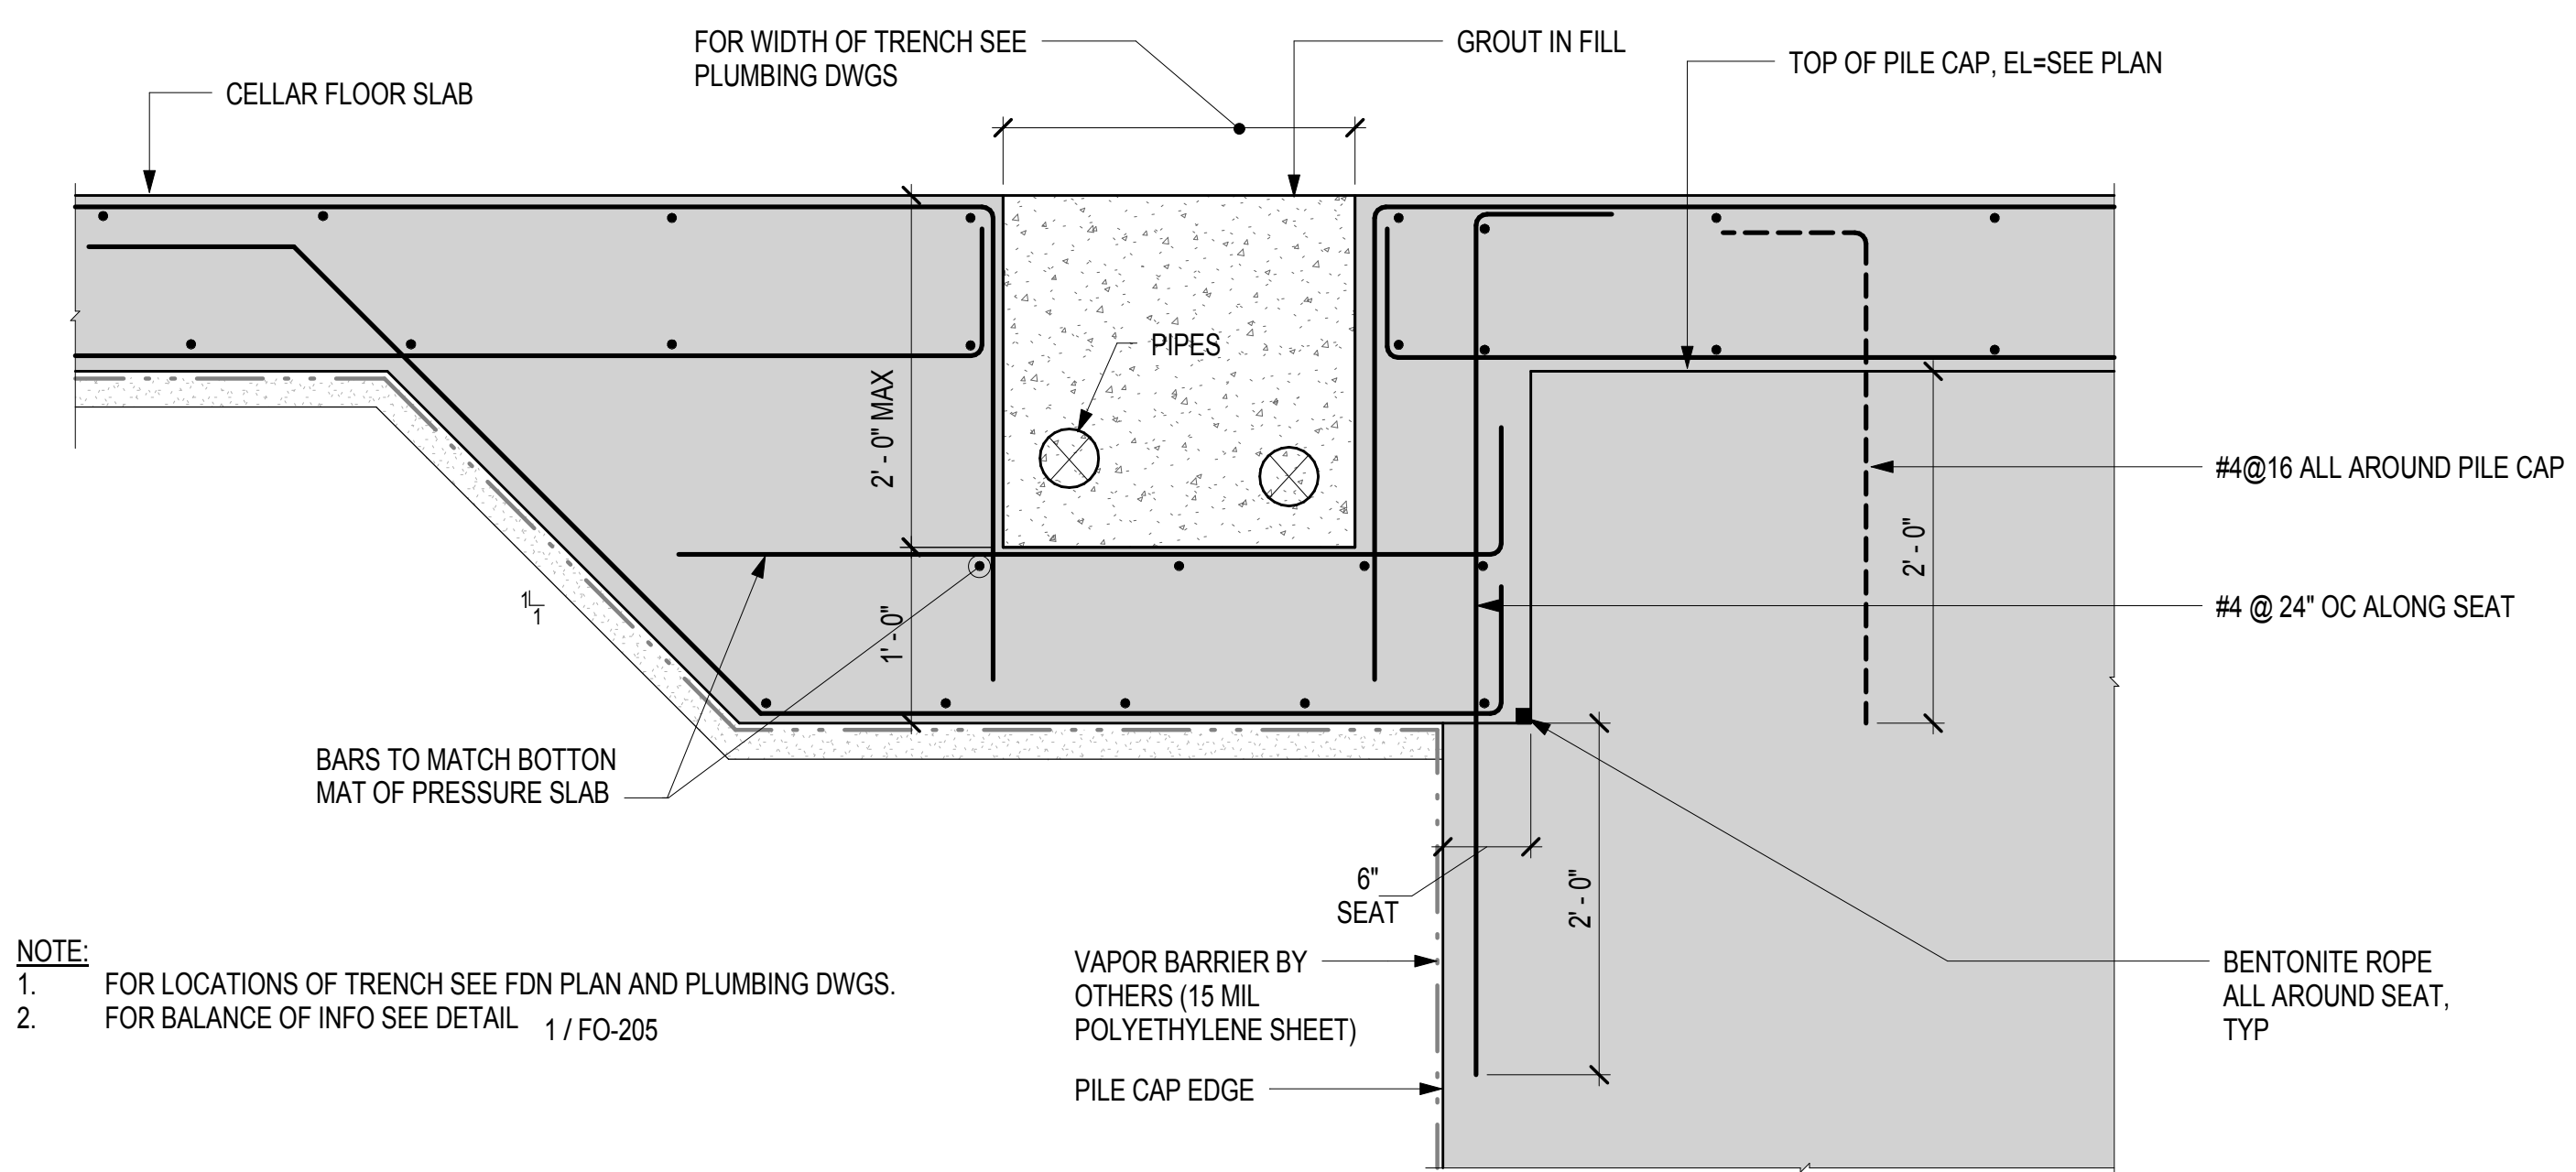 FOR WIDTH OF TRENCH SEE
PLUMBING DWGS
GROUT IN FILL
TOP OF PILE CAP, EL=SEE PLAN
CELLAR FLOOR SLAB
PIPES
2' - 0" MAX
#4@16 ALL AROUND PILE CAP
2' - 0"
1
1
1' - 0"
#4 @ 24" OC ALONG SEAT
BARS TO MATCH BOTTON
MAT OF PRESSURE SLAB
6"
SEAT
2' - 0"
NOTE:
1. FOR LOCATIONS OF TRENCH SEE FDN PLAN AND PLUMBING DWGS.
2. FOR BALANCE OF INFO SEE DETAIL 1 / FO-205
VAPOR BARRIER BY
OTHERS (15 MIL
POLYETHYLENE SHEET)
PILE CAP EDGE
BENTONITE ROPE
ALL AROUND SEAT,
TYP